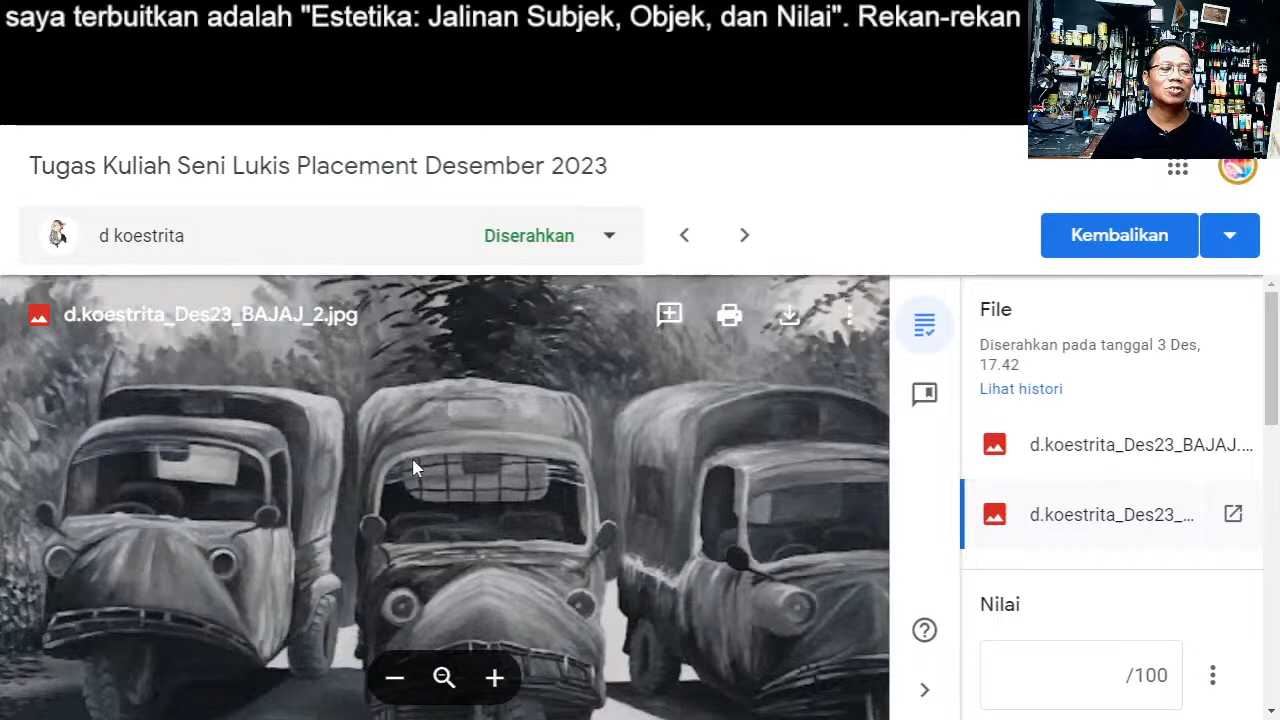 saya terbuitkan adalah "Estetika: Jalinan Subjek, Objek, dan Nilai". Rekan-rekan
Tugas Kuliah Seni Lukis Placement Desember 2023
d koestrita
Diserahkan
Kembalikan
d.koestrita_Des23_BAJAJ_2.jpg
File
Diserahkan pada tanggal 3 Des,
17.42
Lihat histori
d.koestrita_Des23_BAJAJ....
d.koestrita_Des23_...
Nilai
/100